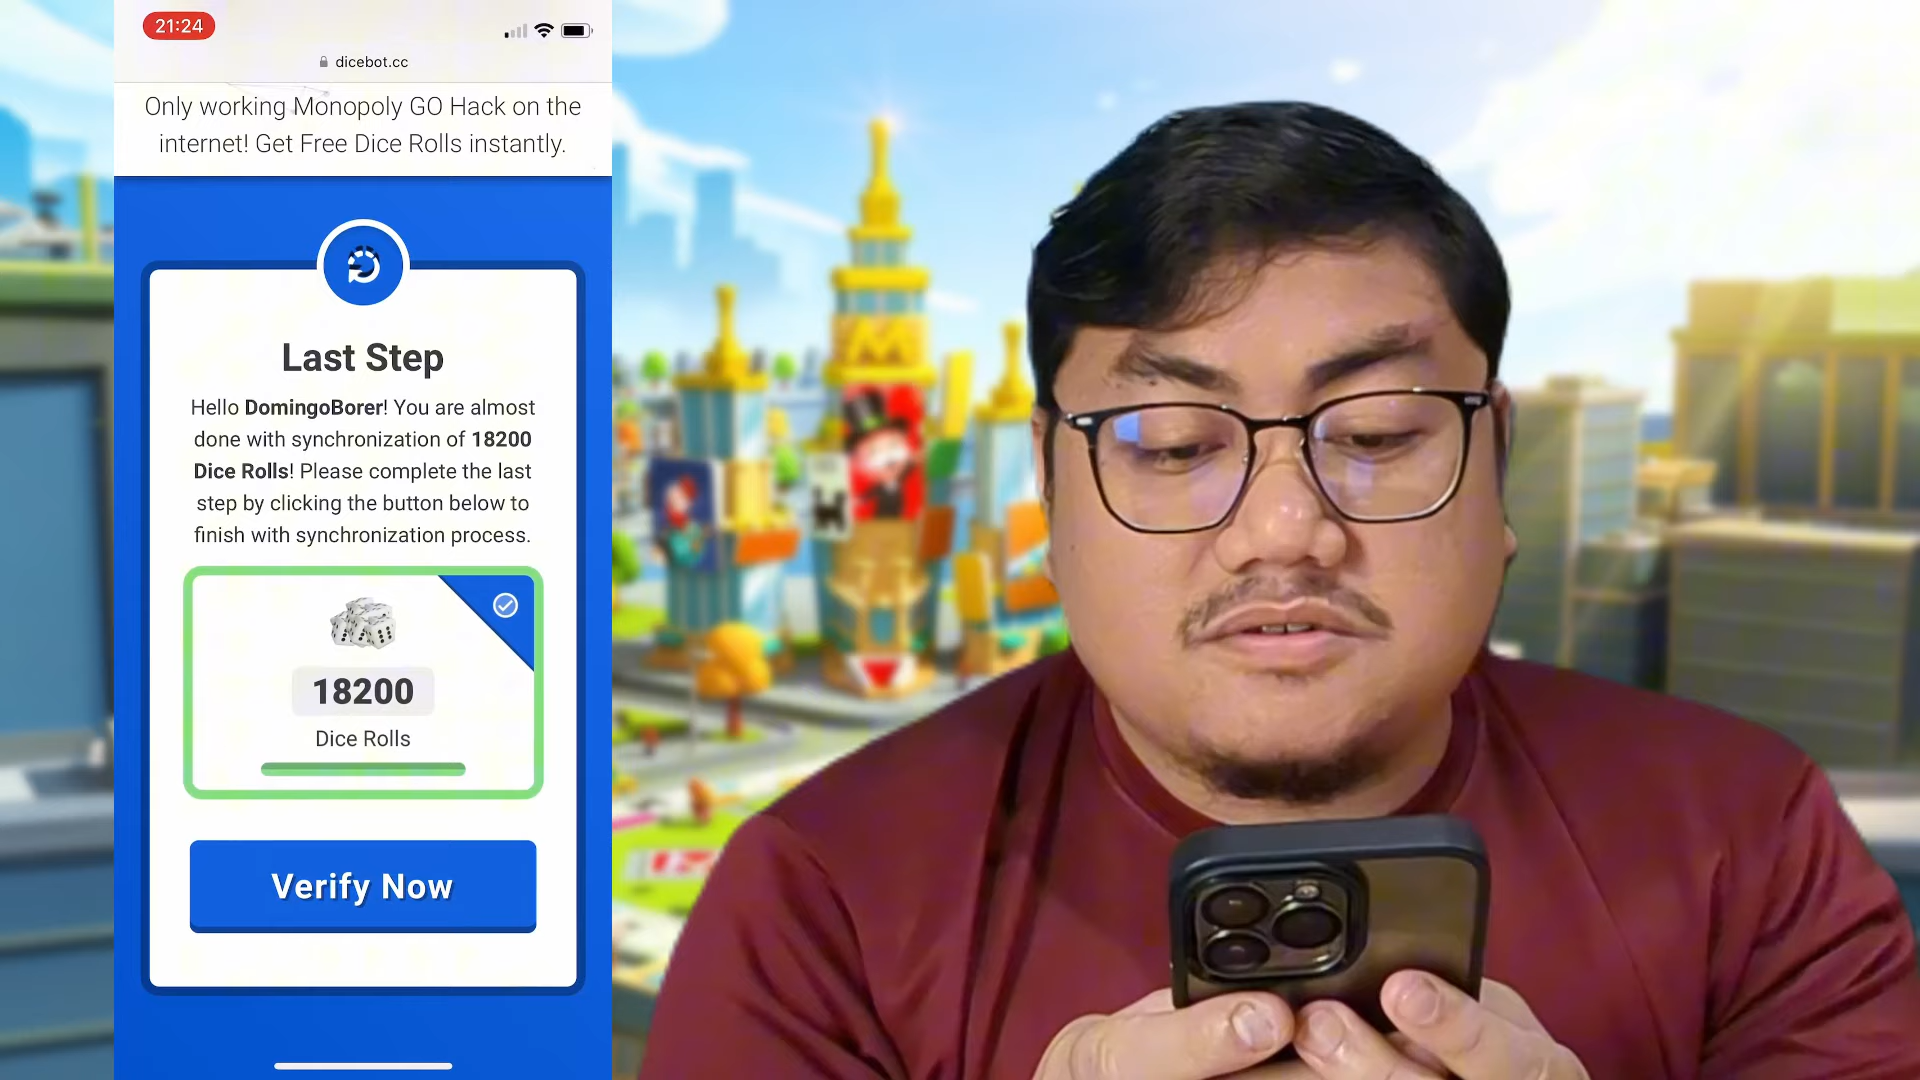 21:24
dicebot.cc
Only working Monopoly GO Hack on the
internet! Get Free Dice Rolls instantly.
Last Step
Hello DomingoBorer! You are almost
done with synchronization of 18200
Dice Rolls! Please complete the last
step by clicking the button below to
finish with synchronization process.
18200
Dice Rolls
Verify Now